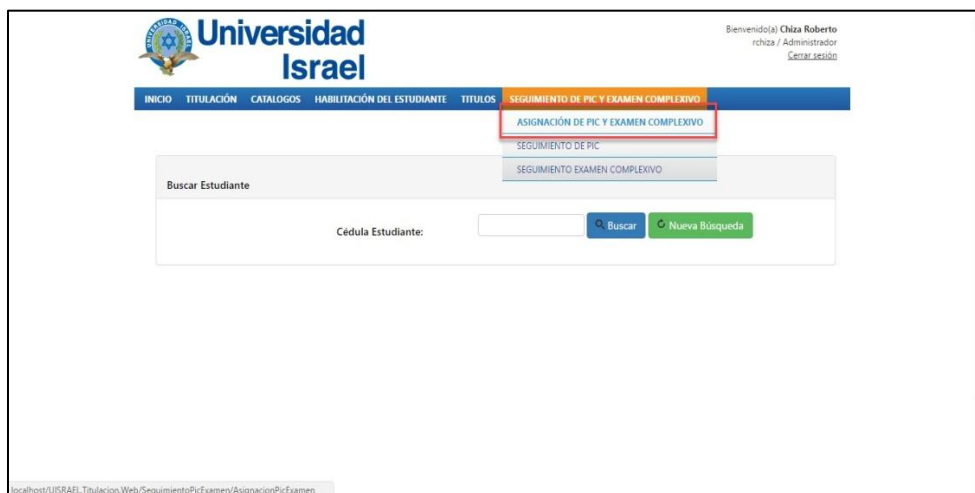 Universidad
Israel
Bienvenido(a) Chiza Roberto
rchiza / Administrador
Cerrar sesión
INICIO TITULACIÓN CATALOGOS HABILITACIÓN DEL ESTUDIANTE TITULOS SEGUIMIENTO DE PIC Y EXAMEN COMPLEXIVO
ASIGNACIÓN DE PIC Y EXAMEN COMPLEXIVO
SEGUIMIENTO DE PIC
SEGUIMIENTO EXAMEN COMPLEXIVO
Buscar Estudiante
Cédula Estudiante:
Buscar
Nueva Búsqueda
localhost/UISRAEL.Titulacion.Web/SeguimientoPicExamen/AsignacionPicExamen